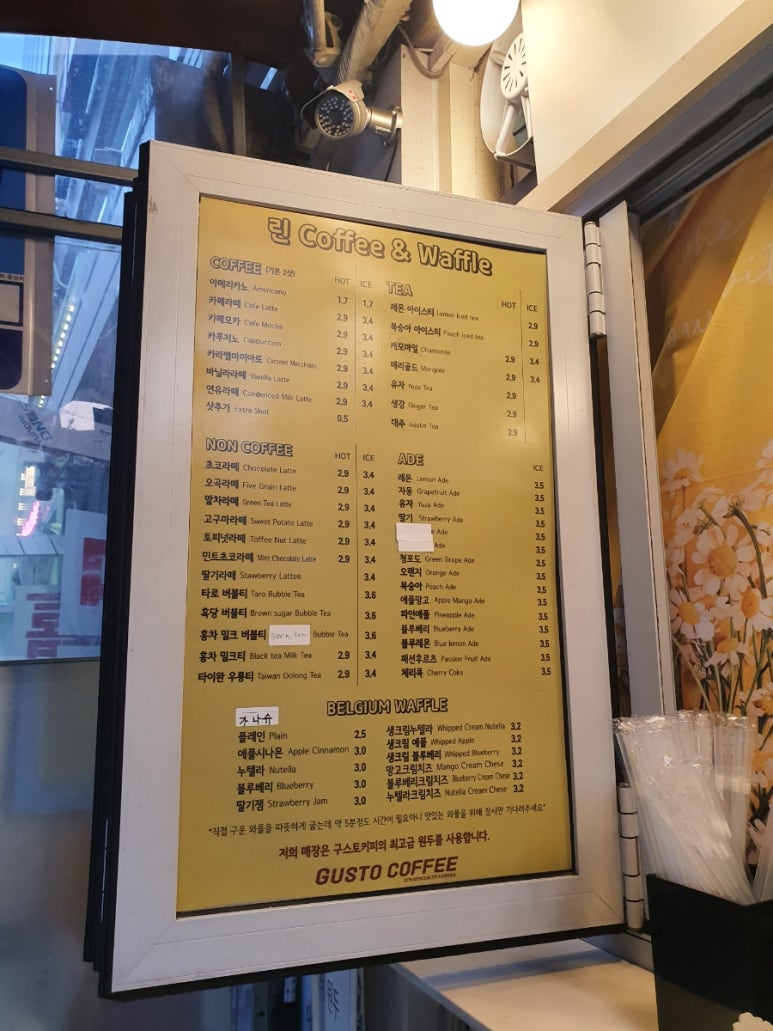 린 Coffee & Waffle
COFFEE (기본 2샷) HOT ICE
아메리카노 Americano 1.7 1.7
카페라떼 Cafe Latte 2.9 3.4
카페모카 Cafe Mocha 2.9 3.4
카푸치노 Cappuccino 2.9 3.4
카라멜마끼아또 Caramel Macchiato 2.9 3.4
바닐라라떼 Vanilla Latte 2.9 3.4
연유라떼 Condenced Milk Latte 2.9 3.4
샷추가 Extra Shot 0.5
TEA HOT ICE
레몬 아이스티 Lemon Iced tea 2.9
복숭아 아이스티 Peach iced tea 2.9
캐모마일 Chamomile 2.9 3.4
메리골드 Marigold 2.9 3.4
유자 Yuza Tea 2.9
생강 Ginger Tea 2.9
대추 Jujube Tea 2.9
NON COFFEE HOT ICE
초코라떼 Chocolate Latte 2.9 3.4
오곡라떼 Five Grain Latte 2.9 3.4
말차라떼 Green Tea Latte 2.9 3.4
고구마라떼 Sweet Potato Latte 2.9 3.4
토피넛라떼 Toffee Nut Latte 2.9 3.4
민트초코라떼 Mint Chocolate Latte 2.9 3.4
딸기라떼 Stawberry Lattee 3.4
타로 버블티 Taro Bubble Tea 3.6
흑당 버블티 Brown sugar Bubble Tea 3.6
홍차 밀크 버블티 Black tea Bubble Tea 3.6
홍차 밀크티 Black tea Milk Tea 2.9 3.4
타이완 우롱티 Taiwan Oolong Tea 2.9 3.4
ADE ICE
레몬 Lemon Ade 3.5
자몽 Grapefruit Ade 3.5
유자 Yuza Ade 3.5
딸기 Strawberry Ade 3.5
Ade 3.5
Ade 3.5
청포도 Green Grape Ade 3.5
오렌지 Orange Ade 3.5
복숭아 Peach Ade 3.5
애플망고 Apple Mango Ade 3.5
파인애플 Pineapple Ade 3.5
블루베리 Blueberry Ade 3.5
블루레몬 Blue lemon Ade 3.5
패션후르츠 Passion Fruit Ade 3.5
체리콕 Cherry Coke 3.5
BELGIUM WAFFLE
가나슈
플레인 Plain 2.5
애플시나몬 Apple Cinnamon 3.0
누텔라 Nutella 3.0
블루베리 Blueberry 3.0
딸기잼 Strawberry Jam 3.0
생크림누텔라 Whipped Cream Nutella 3.2
생크림 애플 Whipped Apple 3.2
생크림 블루베리 Whipped Blueberry 3.2
망고크림치즈 Mango Cream Chese 3.2
블루베리크림치즈 Blueberry Cream Chese 3.2
누텔라크림치즈 Nutella Cream Chese 3.2
*직접 구운 와플을 따뜻하게 굽는데 약 5분정도 시간이 필요하니 맛있는 와플을 위해 잠시만 기다려주세요*
저희 매장은 구스토커피의 최고급 원두를 사용합니다.
GUSTO COFFEE
IT'S SPECIALTY COFFEE